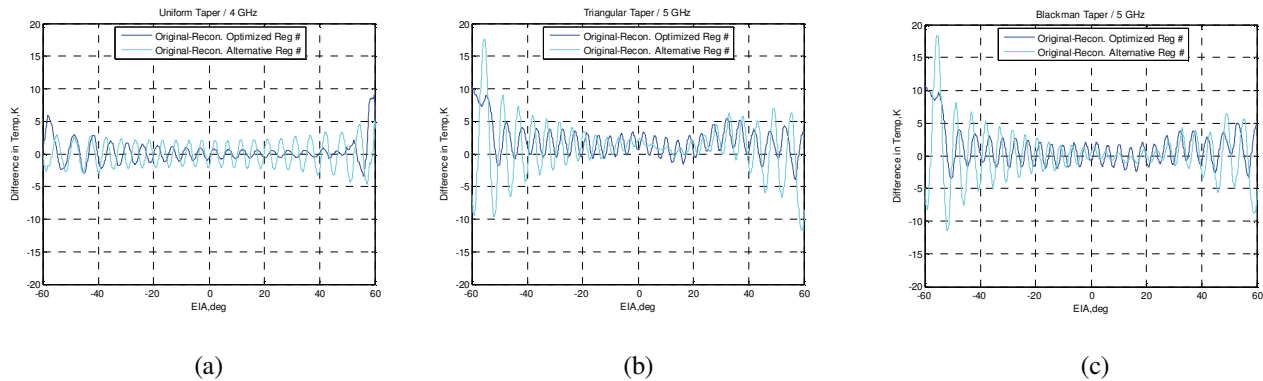 Uniform Taper / 4 GHz
Original-Recon. Optimized Reg #
Original-Recon. Alternative Reg #
Difference in Temp,K
20
15
10
5
0
-5
-10
-15
-20
-60
-40
-20
0
20
40
60
EIA,deg
(a)
Triangular Taper / 5 GHz
Original-Recon. Optimized Reg #
Original-Recon. Alternative Reg #
Difference in Temp,K
20
15
10
5
0
-5
-10
-15
-20
-60
-40
-20
0
20
40
60
EIA,deg
(b)
Blackman Taper / 5 GHz
Original-Recon. Optimized Reg #
Original-Recon. Alternative Reg #
Difference in Temp,K
20
15
10
5
0
-5
-10
-15
-20
-60
-40
-20
0
20
40
60
EIA,deg
(c)